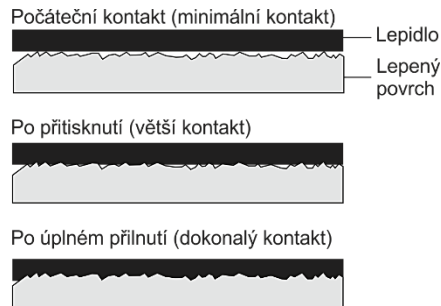 Počáteční kontakt (minimální kontakt)
Lepidlo
Lepený
povrch
Po přitisknutí (větší kontakt)
Po úplném přilnutí (dokonalý kontakt)